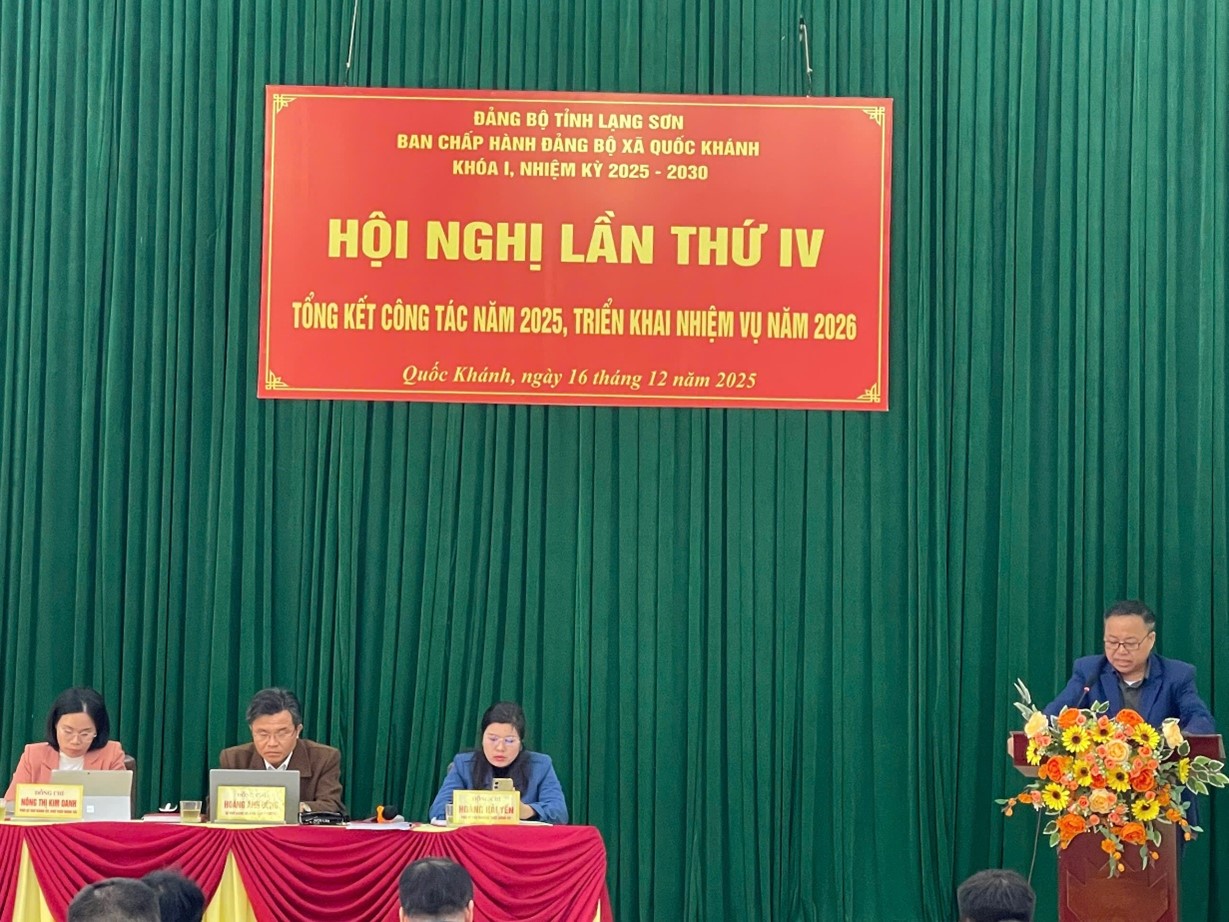 ĐẢNG BỘ TỈNH LẠNG SƠN
BAN CHẤP HÀNH ĐẢNG BỘ XÃ QUỐC KHÁNH
KHÓA I, NHIỆM KỲ 2025 - 2030
HỘI NGHỊ LẦN THỨ IV
TỔNG KẾT CÔNG TÁC NĂM 2025, TRIỂN KHAI NHIỆM VỤ NĂM 2026
Quốc Khánh, ngày 16 tháng 12 năm 2025
ĐỒNG CHÍ
NÔNG THỊ KIM OANH
HOÀNG
HOÀNG HẢI YẾN